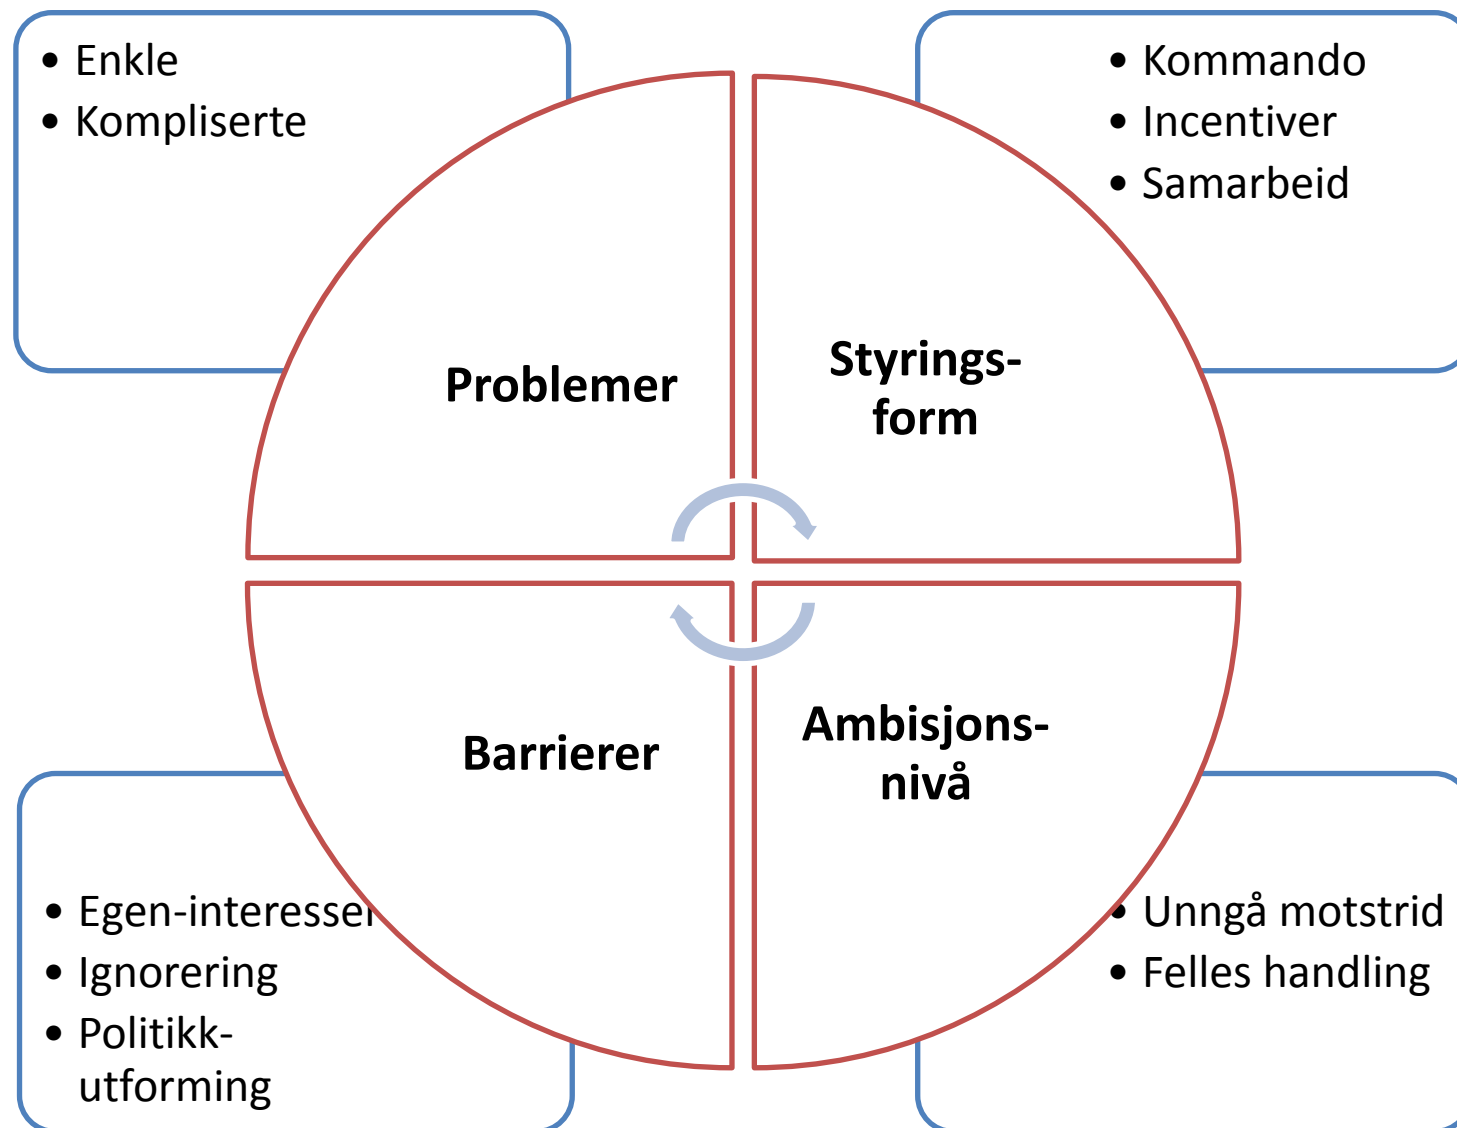 • Enkle
• Kompliserte
• Kommando
• Incentiver
• Samarbeid
Problemer
Styrings-
form
Barrierer
Ambisjons-
nivå
• Egen-interesser
• Ignorering
• Politikk-
utforming
• Unngå motstrid
• Felles handling